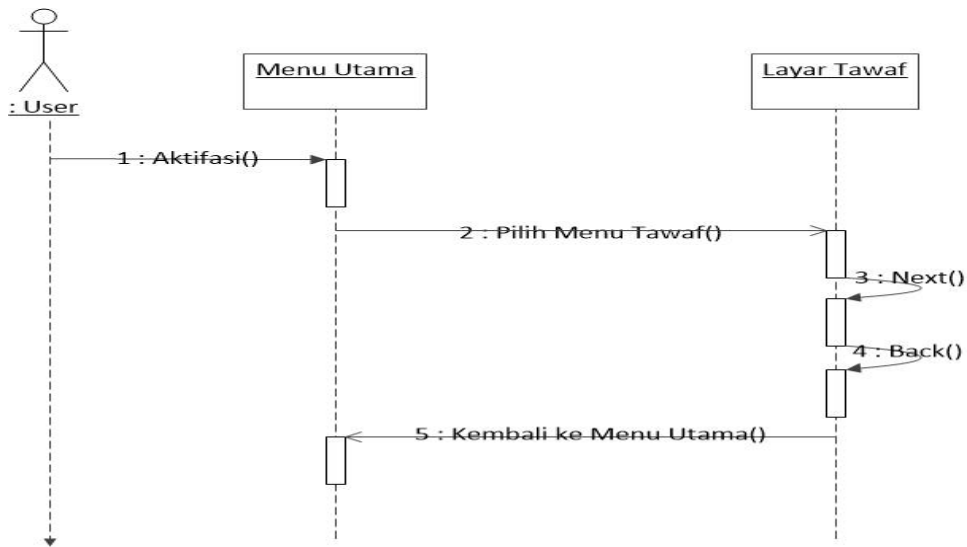 : User
Menu Utama
Layar Tawaf
1 : Aktifasi()
2 : Pilih Menu Tawaf()
3 : Next()
4 : Back()
5 : Kembali ke Menu Utama()